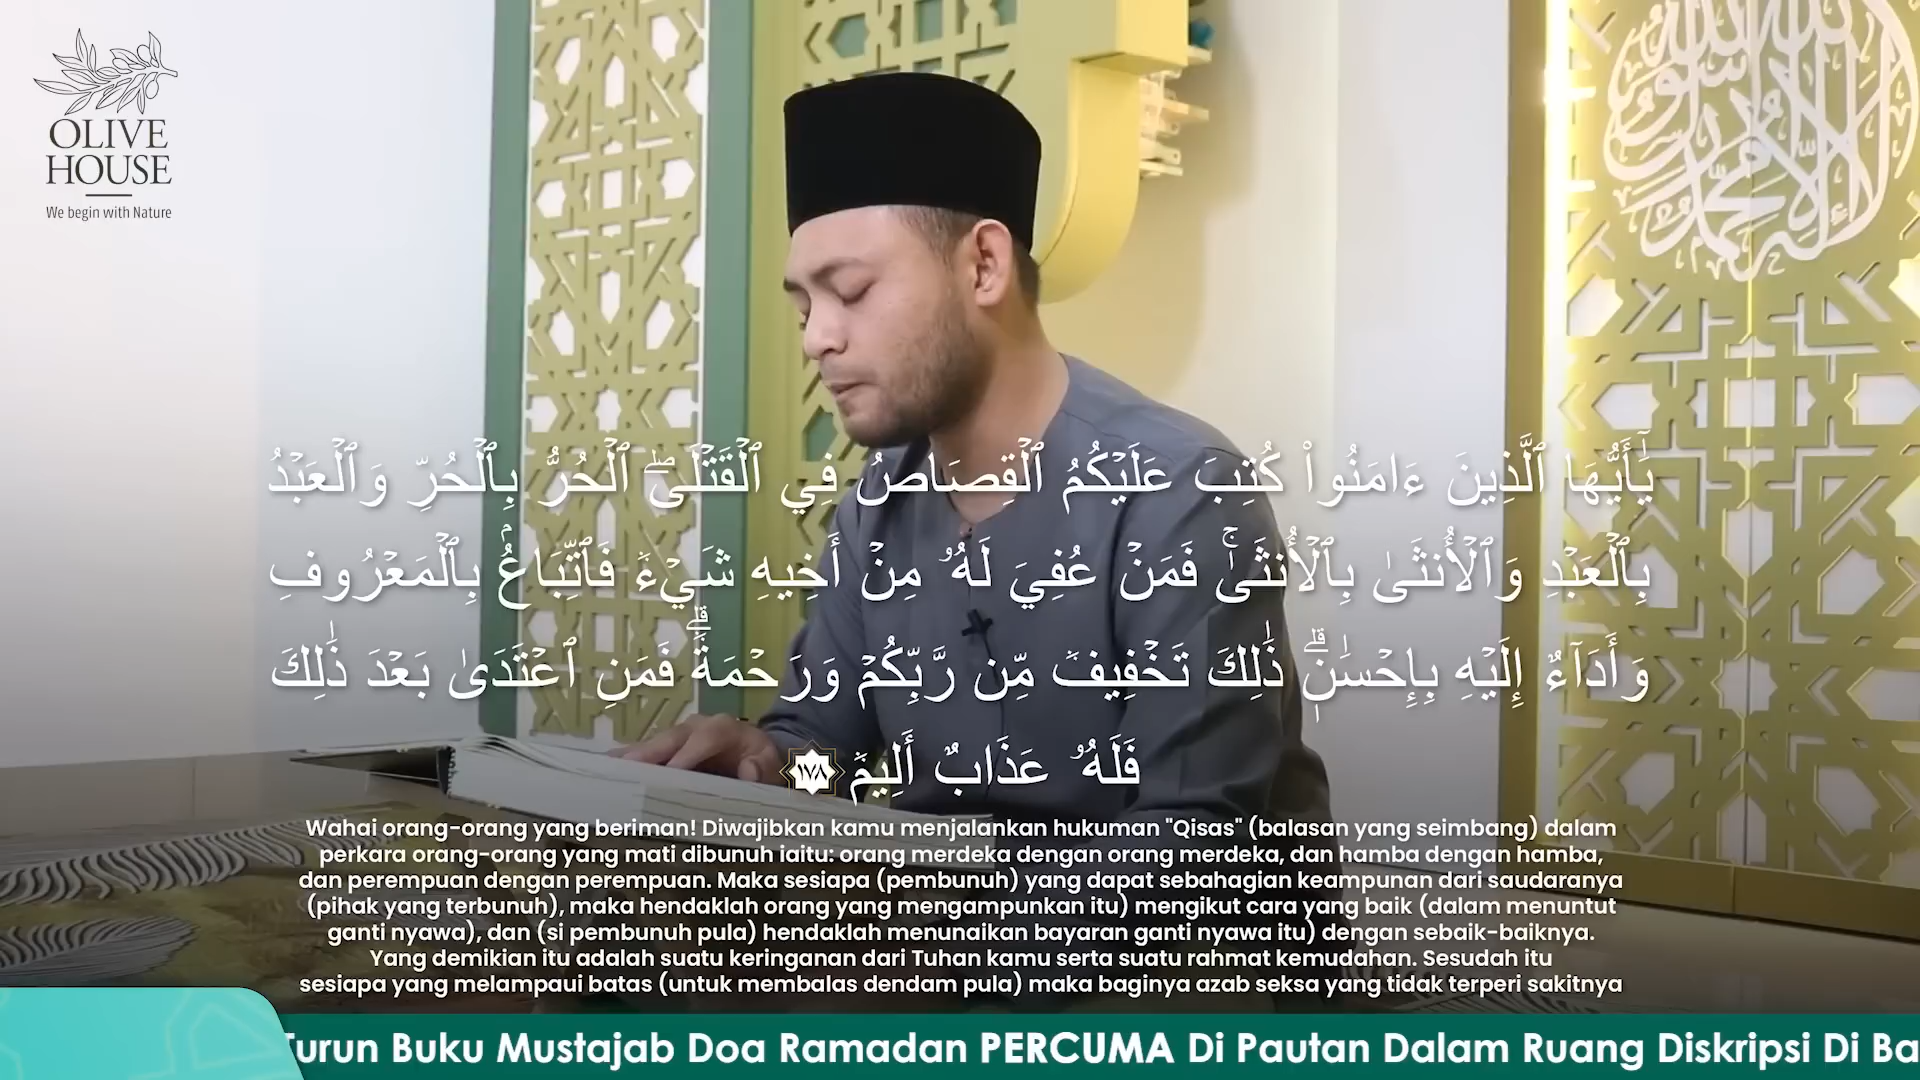 OLIVE
HOUSE
We begin with Nature
يَٰٓأَيُّهَا ٱلَّذِينَ ءَامَنُوا۟ كُتِبَ عَلَيْكُمُ ٱلْقِصَاصُ فِي ٱلْقَتْلَىۖ ٱلْحُرُّ بِٱلْحُرِّ وَٱلْعَبْدُ
بِٱلْعَبْدِ وَٱلْأُنثَىٰ بِٱلْأُنثَىٰۚ فَمَنْ عُفِيَ لَهُۥ مِنْ أَخِيهِ شَيْءٌ فَٱتِّبَاعٌۢ بِٱلْمَعْرُوفِ
وَأَدَآءٌ إِلَيْهِ بِإِحْسَٰنٍۗ ذَٰلِكَ تَخْفِيفٌ مِّن رَّبِّكُمْ وَرَحْمَةٌۗ فَمَنِ ٱعْتَدَىٰ بَعْدَ ذَٰلِكَ
فَلَهُۥ عَذَابٌ أَلِيمٌ ١٧٨
Wahai orang-orang yang beriman! Diwajibkan kamu menjalankan hukuman "Qisas" (balasan yang seimbang) dalam
perkara orang-orang yang mati dibunuh iaitu: orang merdeka dengan orang merdeka, dan hamba dengan hamba,
dan perempuan dengan perempuan. Maka sesiapa (pembunuh) yang dapat sebahagian keampunan dari saudaranya
(pihak yang terbunuh), maka hendaklah orang yang mengampunkan itu) mengikut cara yang baik (dalam menuntut
ganti nyawa), dan (si pembunuh pula) hendaklah menunaikan bayaran ganti nyawa itu) dengan sebaik-baiknya.
Yang demikian itu adalah suatu keringanan dari Tuhan kamu serta suatu rahmat kemudahan. Sesudah itu
sesiapa yang melampaui batas (untuk membalas dendam pula) maka baginya azab seksa yang tidak terperi sakitnya
Turun Buku Mustajab Doa Ramadan PERCUMA Di Pautan Dalam Ruang Diskripsi Di Ba